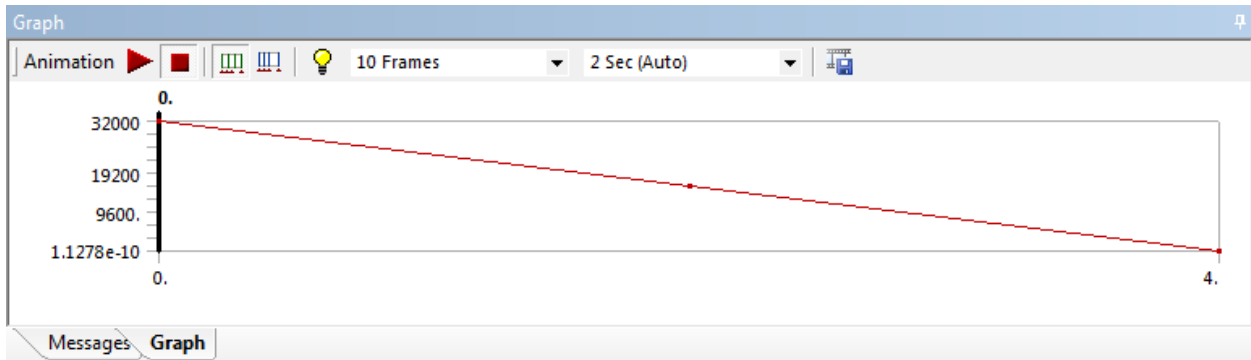 Graph
Animation 10 Frames 2 Sec (Auto)
0.
32000
19200
9600.
1.1278e-10
0. 4.
Messages Graph